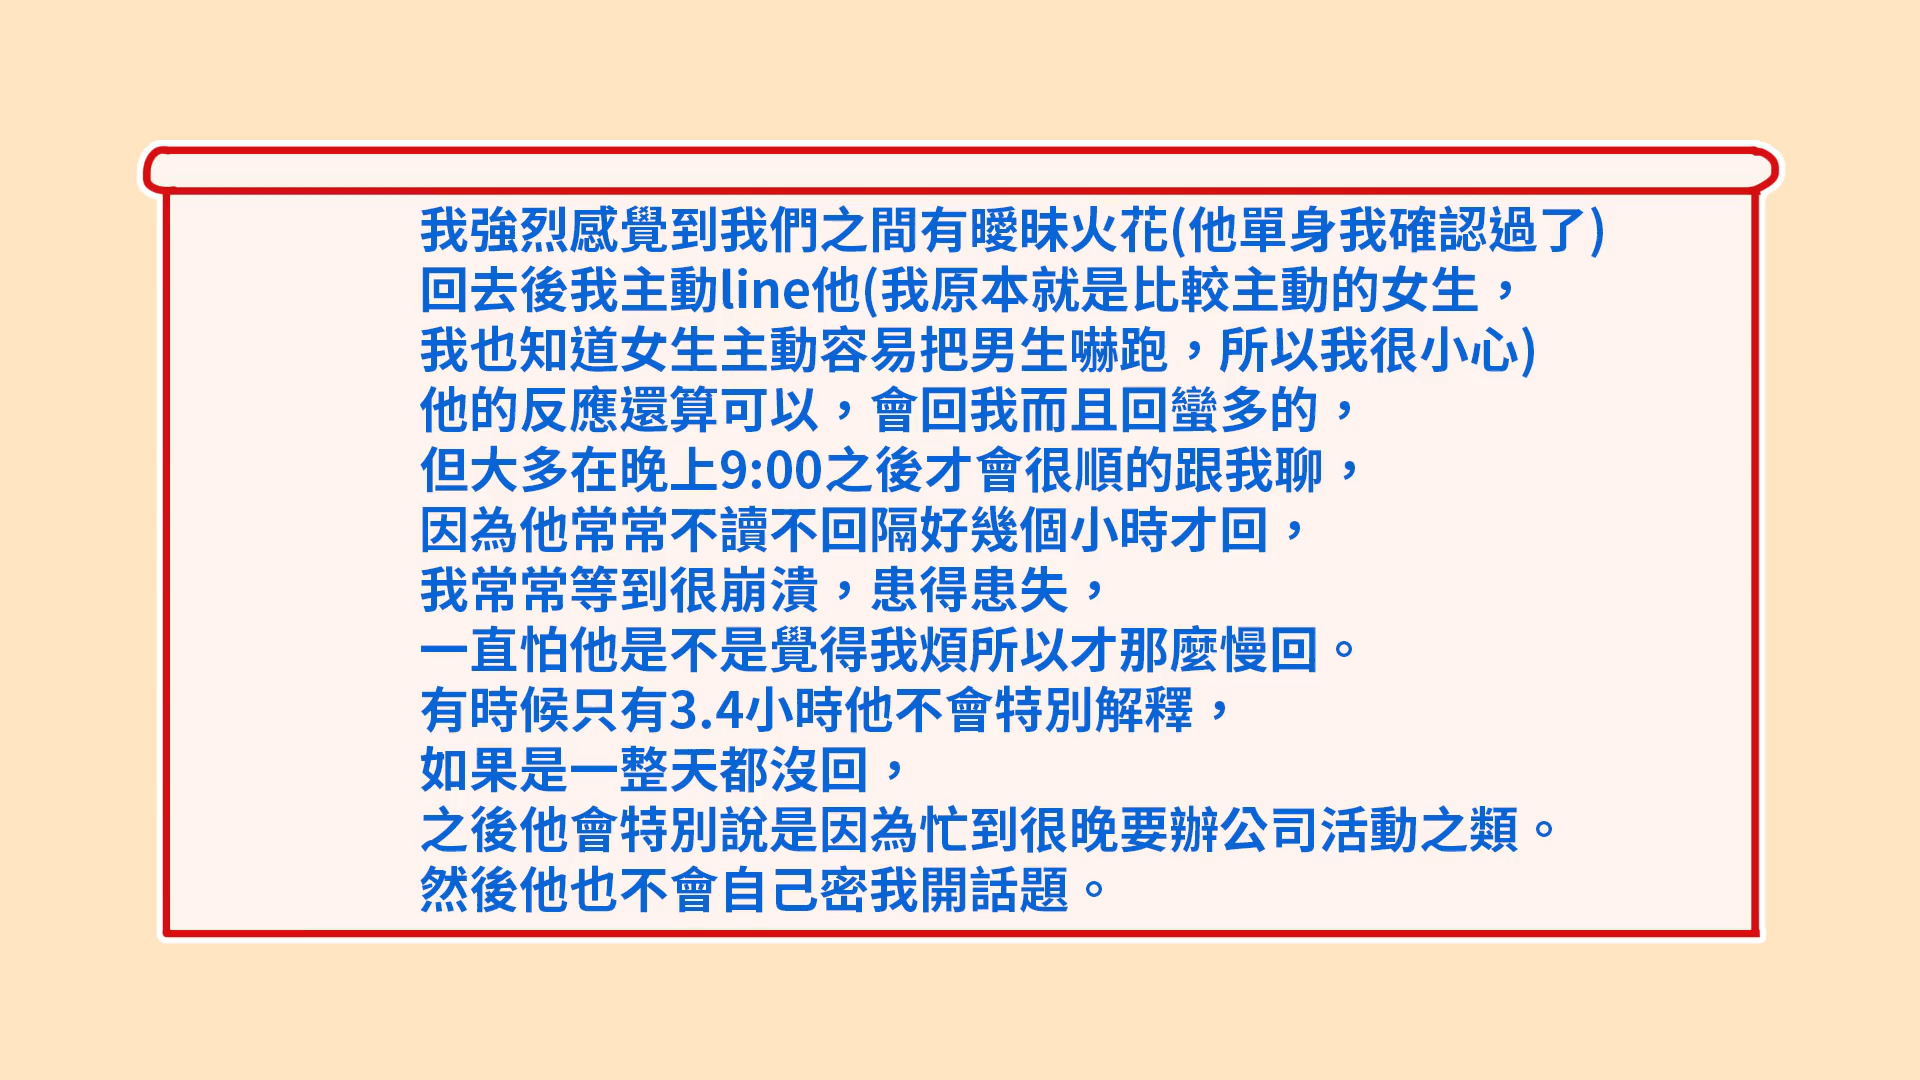 我強烈感覺到我們之間有曖昧火花(他單身我確認過了)
回去後我主動line他(我原本就是比較主動的女生，
我也知道女生主動容易把男生嚇跑，所以我很小心)
他的反應還算可以，會回我而且回蠻多的，
但大多在晚上9:00之後才會很順的跟我聊，
因為他常常不讀不回隔好幾個小時才回，
我常常等到很崩潰，患得患失，
一直怕他是不是覺得我煩所以才那麼慢回。
有時候只有3.4小時他不會特別解釋，
如果是一整天都沒回，
之後他會特別說是因為忙到很晚要辦公司活動之類。
然後他也不會自己密我開話題。